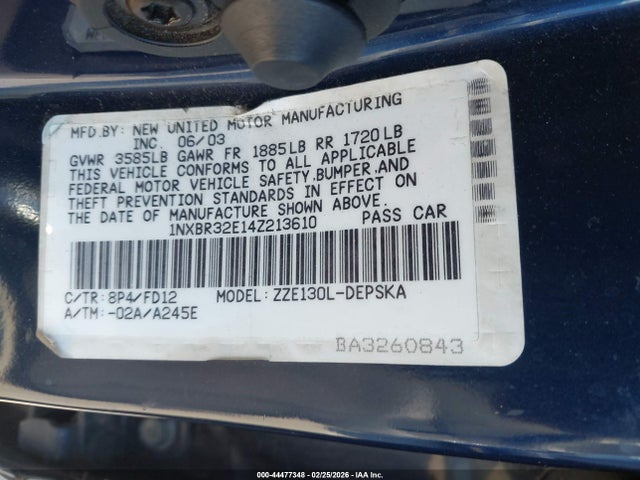 MFD.BY: NEW UNITED MOTOR MANUFACTURING
INC. 06/03
GVWR 3585LB GAWR FR 1885LB RR 1720LB
THIS VEHICLE CONFORMS TO ALL APPLICABLE
FEDERAL MOTOR VEHICLE SAFETY,BUMPER,AND
THEFT PREVENTION STANDARDS IN EFFECT ON
THE DATE OF MANUFACTURE SHOWN ABOVE.
1NXBR32E14Z213610 PASS CAR
C/TR: 8P4/FD12 MODEL: ZZE130L-DEPSKA
A/TM: -02A/A245E
BA3260843
000-44477348 | 02/25/2026 - IAA Inc.